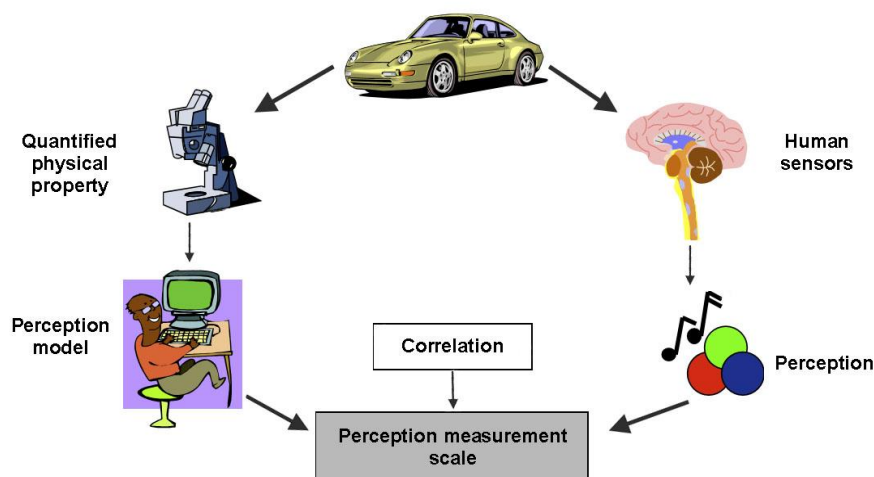 Quantified
physical
property
Human
sensors
Perception
model
Correlation
Perception
Perception measurement
scale